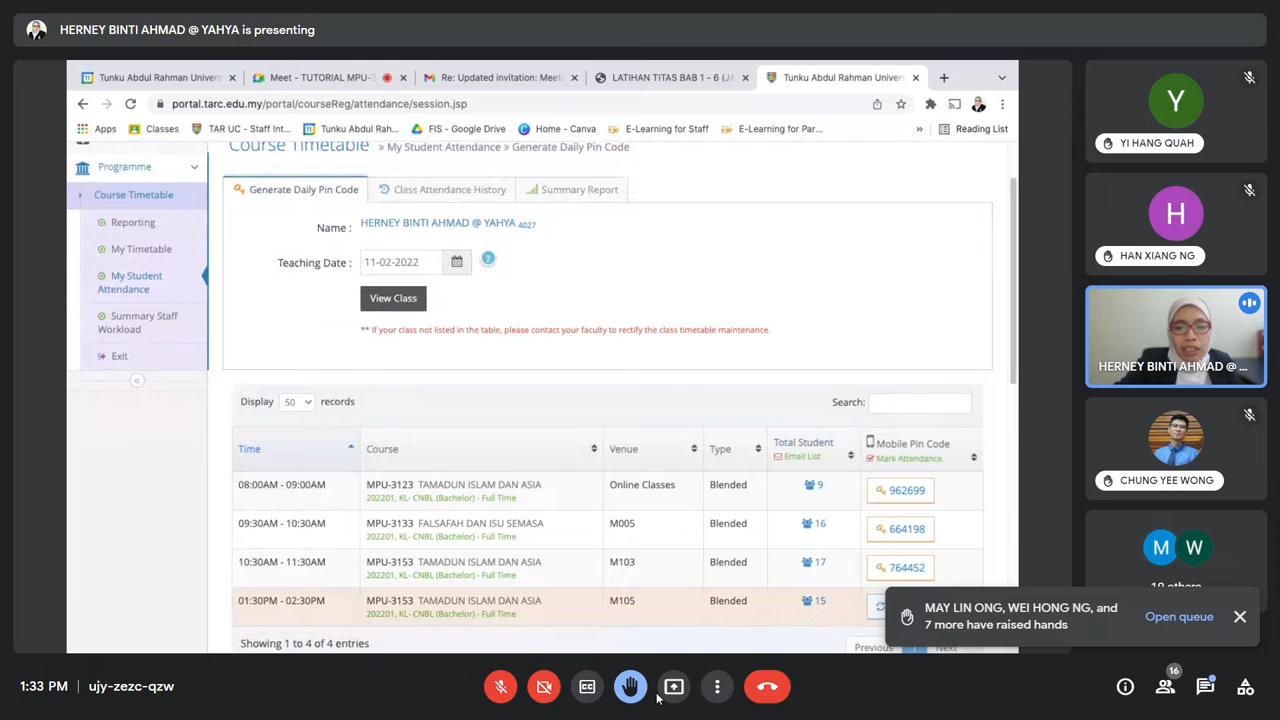 HERNEY BINTI AHMAD @ YAHYA is presenting
Tunku Abdul Rahman Univers
Meet - TUTORIAL MPU-3
Re: Updated invitation: Meeti
LATIHAN TITAS BAB 1 - 6 (JA
Tunku Abdul Rahman Univers
portal.tarc.edu.my/portal/courseReg/attendance/session.jsp
Apps
Classes
TAR UC - Staff Int...
Tunku Abdul Rah...
FIS - Google Drive
Home - Canva
E-Learning for Staff
E-Learning for Par...
»
Reading List
Programme
Course Timetable
Reporting
My Timetable
My Student
Attendance
Summary Staff
Workload
Exit
Course Timetable » My Student Attendance » Generate Daily Pin Code
Generate Daily Pin Code
Class Attendance History
Summary Report
Name : HERNEY BINTI AHMAD @ YAHYA 4027
Teaching Date : 11-02-2022 ?
View Class
** If your class not listed in the table, please contact your faculty to rectify the class timetable maintenance.
Display 50 records
Search:
Time
Course
Venue
Type
Total Student
Email List
Mobile Pin Code
Mark Attendance
08:00AM - 09:00AM MPU-3123 TAMADUN ISLAM DAN ASIA Online Classes Blended 9 962699
202201, KL- CNBL (Bachelor) - Full Time
09:30AM - 10:30AM MPU-3133 FALSAFAH DAN ISU SEMASA M005 Blended 16 664198
202201, KL- CNBL (Bachelor) - Full Time
10:30AM - 11:30AM MPU-3153 TAMADUN ISLAM DAN ASIA M103 Blended 17 764452
202201, KL- CNBL (Bachelor) - Full Time
01:30PM - 02:30PM MPU-3153 TAMADUN ISLAM DAN ASIA M105 Blended 15
202201, KL- CNBL (Bachelor) - Full Time
Showing 1 to 4 of 4 entries
Previous
1
Next
Y
YI HANG QUAH
H
HAN XIANG NG
HERNEY BINTI AHMAD @ ...
CHUNG YEE WONG
M W
10 others
MAY LIN ONG, WEI HONG NG, and
7 more have raised hands
Open queue
1:33 PM | ujy-zezc-qzw
16